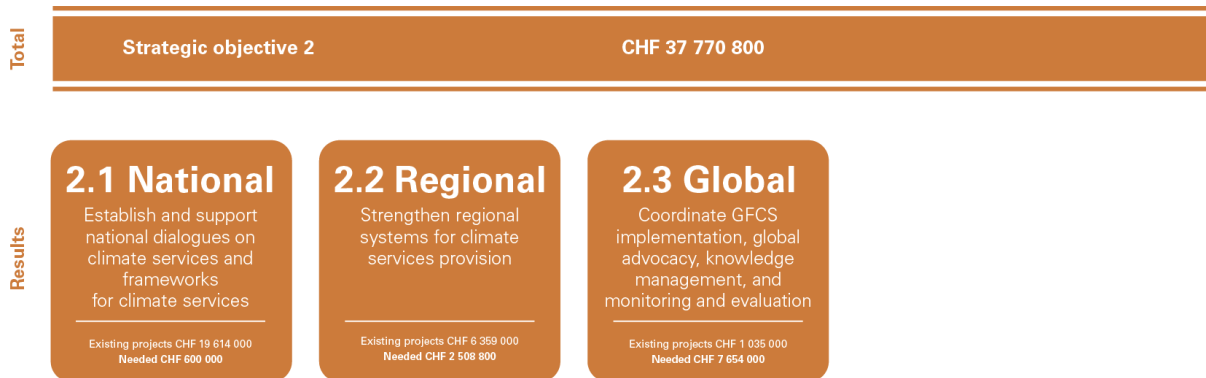 Total
Strategic objective 2
CHF 37 770 800
Results
2.1 National
Establish and support
national dialogues on
climate services and
frameworks
for climate services
Existing projects CHF 19 614 000
Needed CHF 600 000
2.2 Regional
Strengthen regional
systems for climate
services provision
Existing projects CHF 6 359 000
Needed CHF 2 508 800
2.3 Global
Coordinate GFCS
implementation, global
advocacy, knowledge
management, and
monitoring and evaluation
Existing projects CHF 1 035 000
Needed CHF 7 654 000